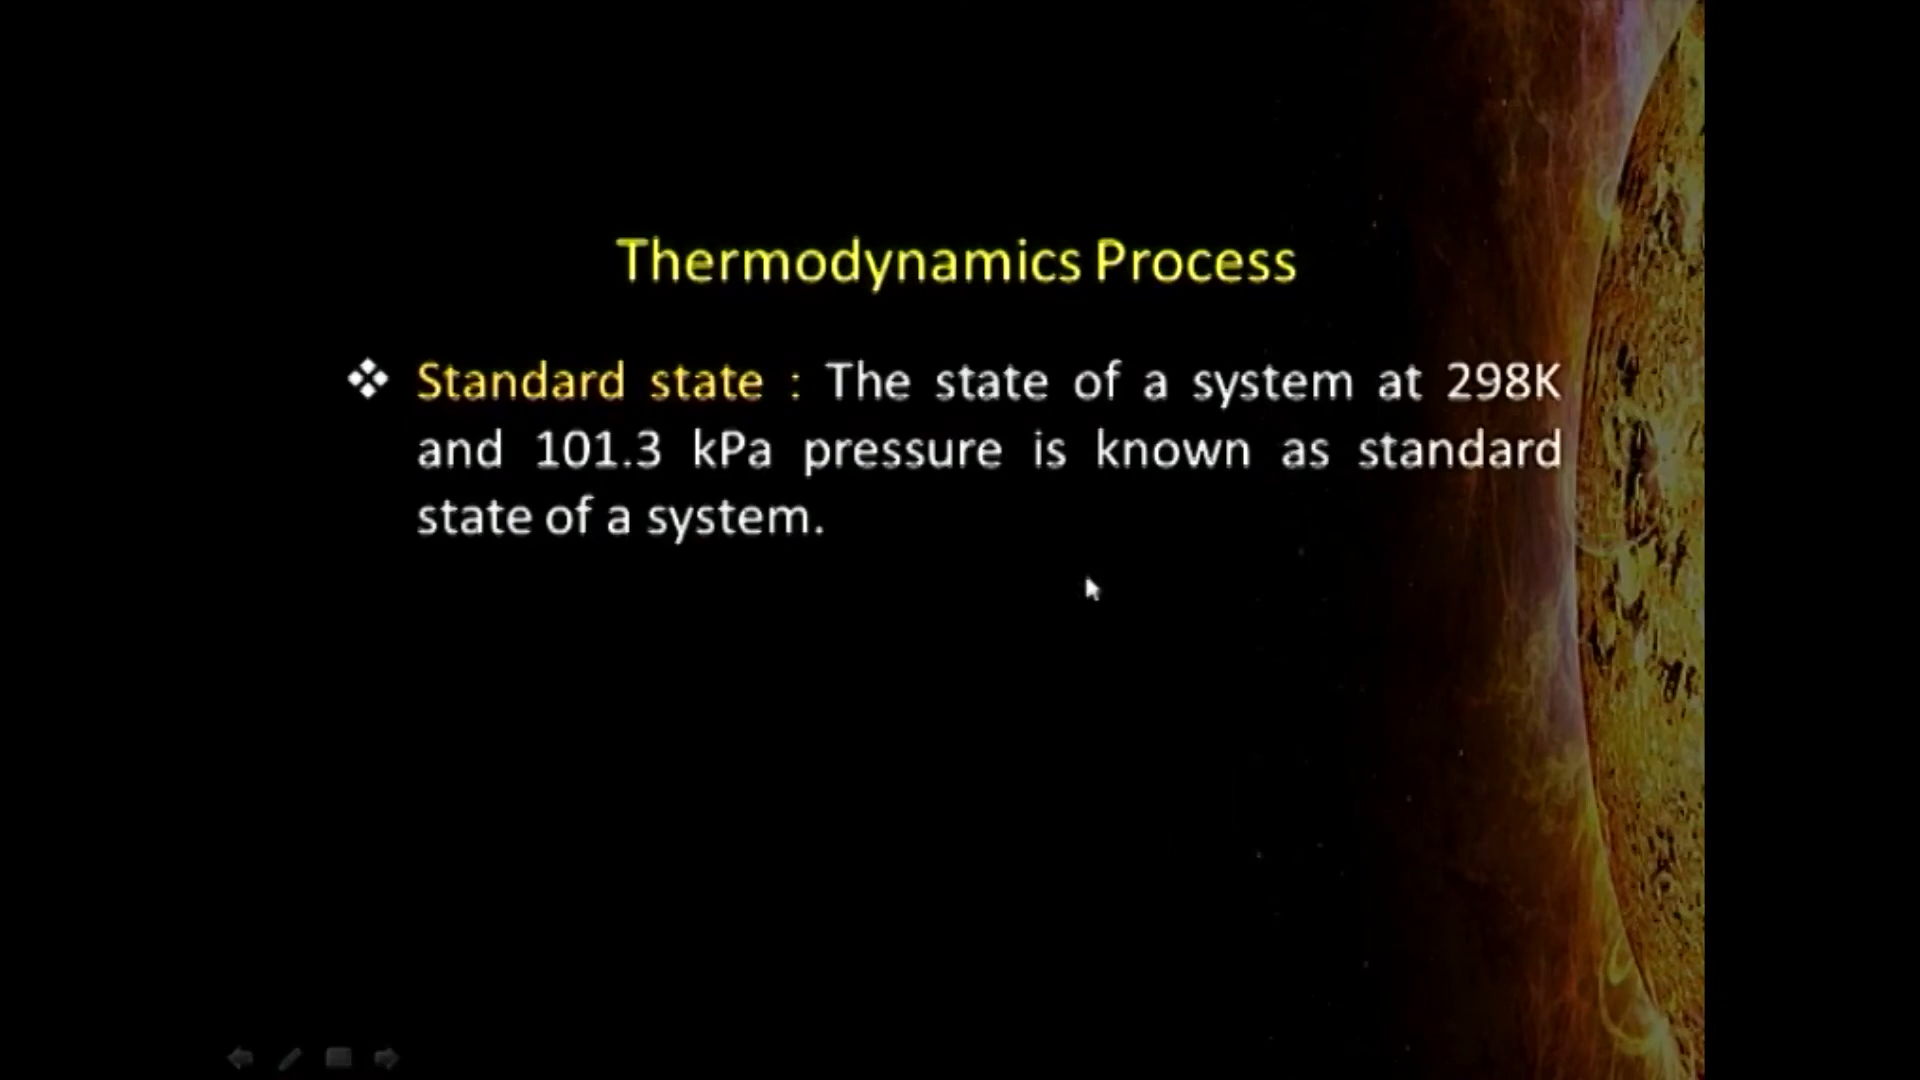 Thermodynamics Process
❖ Standard state : The state of a system at 298K
and 101.3 kPa pressure is known as standard
state of a system.